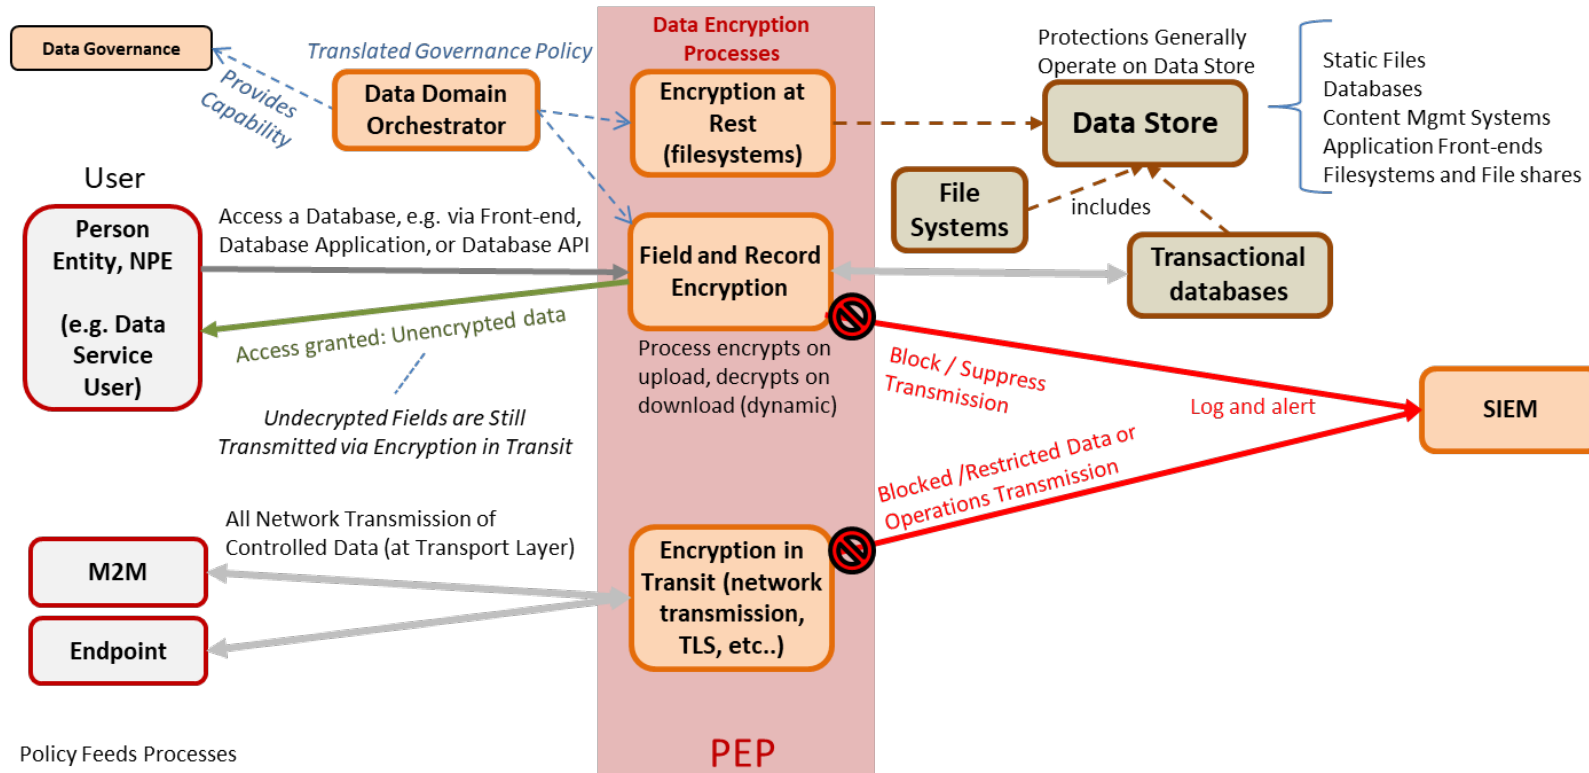 Data Governance
Provides
Capability
Translated Governance Policy
Data Domain
Orchestrator
Data Encryption
Processes
Encryption at
Rest
(filesystems)
Protections Generally
Operate on Data Store
Data Store
Static Files
Databases
Content Mgmt Systems
Application Front-ends
Filesystems and File shares
File
Systems
includes
Transactional
databases
User
Person
Entity, NPE
(e.g. Data
Service
User)
Access a Database, e.g. via Front-end,
Database Application, or Database API
Field and Record
Encryption
Access granted: Unencrypted data
Undecrypted Fields are Still
Transmitted via Encryption in Transit
Process encrypts on
upload, decrypts on
download (dynamic)
Block / Suppress
Transmission
Log and alert
SIEM
Blocked /Restricted Data or
Operations Transmission
All Network Transmission of
Controlled Data (at Transport Layer)
M2M
Endpoint
Encryption in
Transit (network
transmission,
TLS, etc..)
Policy Feeds Processes
PEP